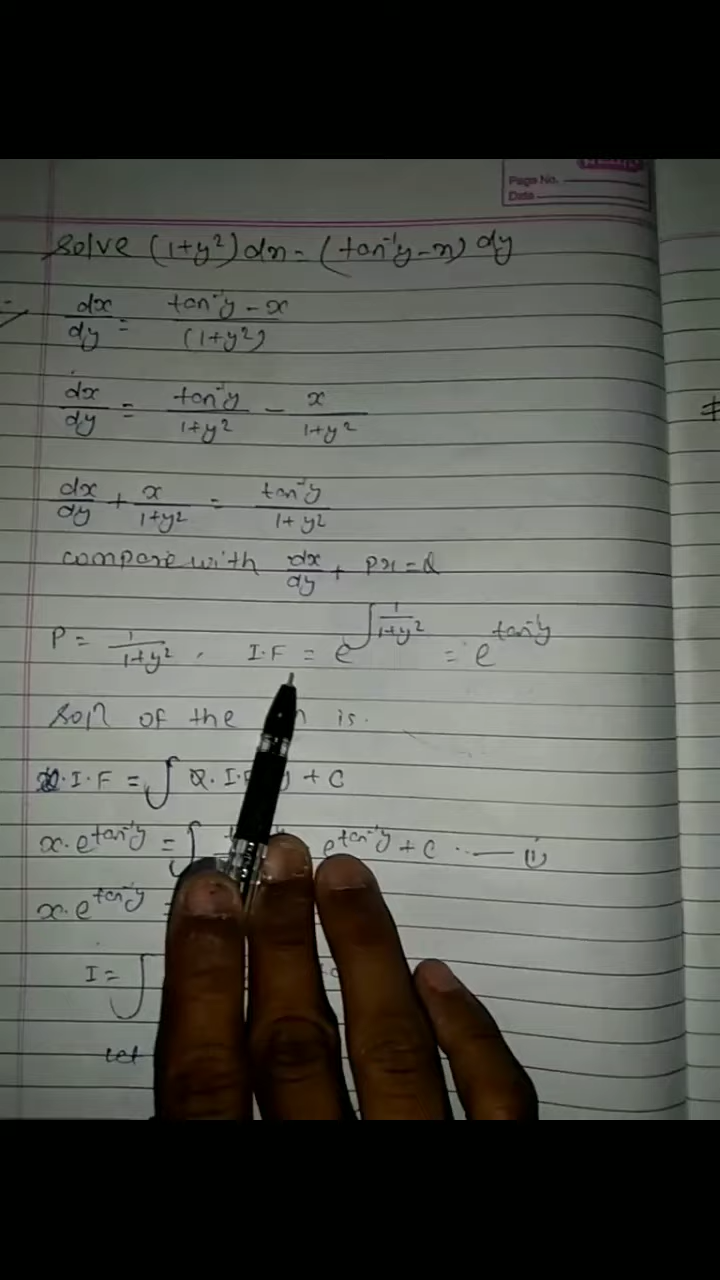 Page No.
Date
Solve (1+y²)dx = (tan⁻¹y - x) dy
dx/dy = tan⁻¹y - x / (1+y²)
dx/dy = tan⁻¹y / 1+y² - x / 1+y²
dx/dy + x / 1+y² = tan⁻¹y / 1+y²
compare with dx/dy + Px = Q
P = 1 / 1+y² , I.F = e^∫ 1 / 1+y² = e^tan⁻¹y
Soln of the is.
x. I.F = ∫ Q. I. + C
x. e^tan⁻¹y = ∫ e^tan⁻¹y + C ... — (1)
x. e^tan⁻¹y =
I = ∫
let